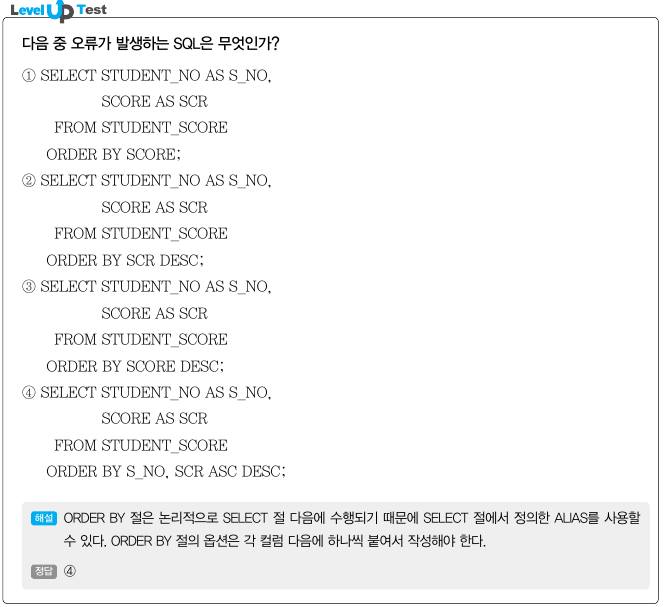 Level Up Test
다음 중 오류가 발생하는 SQL은 무엇인가?
① SELECT STUDENT_NO AS S_NO,
SCORE AS SCR
FROM STUDENT_SCORE
ORDER BY SCORE;
② SELECT STUDENT_NO AS S_NO,
SCORE AS SCR
FROM STUDENT_SCORE
ORDER BY SCR DESC;
③ SELECT STUDENT_NO AS S_NO,
SCORE AS SCR
FROM STUDENT_SCORE
ORDER BY SCORE DESC;
④ SELECT STUDENT_NO AS S_NO,
SCORE AS SCR
FROM STUDENT_SCORE
ORDER BY S_NO, SCR ASC DESC;
해설 ORDER BY 절은 논리적으로 SELECT 절 다음에 수행되기 때문에 SELECT 절에서 정의한 ALIAS를 사용할
수 있다. ORDER BY 절의 옵션은 각 컬럼 다음에 하나씩 붙여서 작성해야 한다.
정답 ④